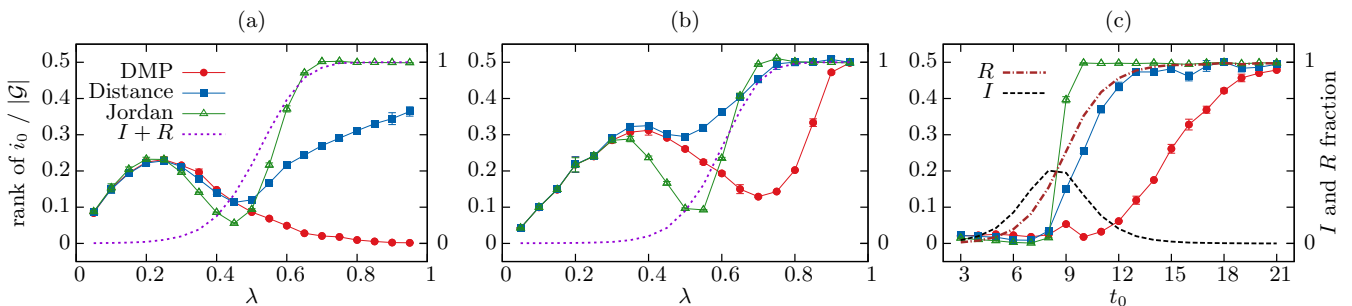 (a)
(b)
(c)
rank of i₀ / |𝒢|
0.5
0.4
0.3
0.2
0.1
0
DMP
Distance
Jordan
I + R
1
0
0 0.2 0.4 0.6 0.8 1
λ
0.5
0.4
0.3
0.2
0.1
0
1
0
0 0.2 0.4 0.6 0.8 1
λ
0.5
0.4
0.3
0.2
0.1
0
R
I
1
0
3 6 9 12 15 18 21
t₀
I and R fraction